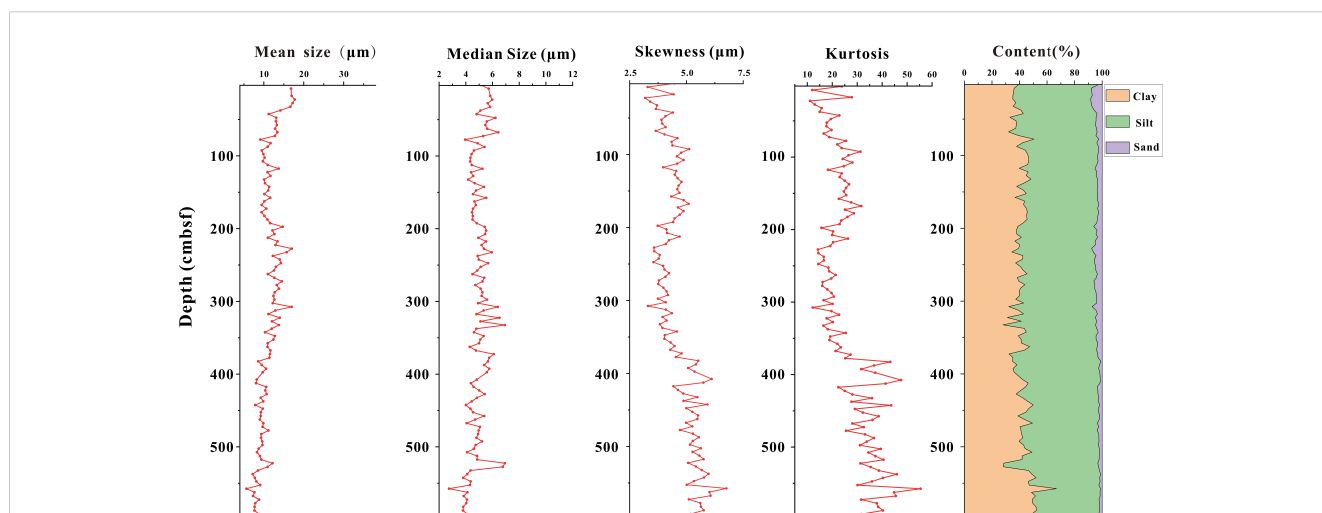 Mean size (μm)
Median Size (μm)
Skewness (μm)
Kurtosis
Content(%)
10 20 30
2 4 6 8 10 12
2.5 5.0 7.5
10 20 30 40 50 60
0 20 40 60 80 100
Clay
Silt
Sand
100 100 100 100 100
200 200 200 200 200
Depth (cmbsf)
300 300 300 300 300
400 400 400 400 400
500 500 500 500 500